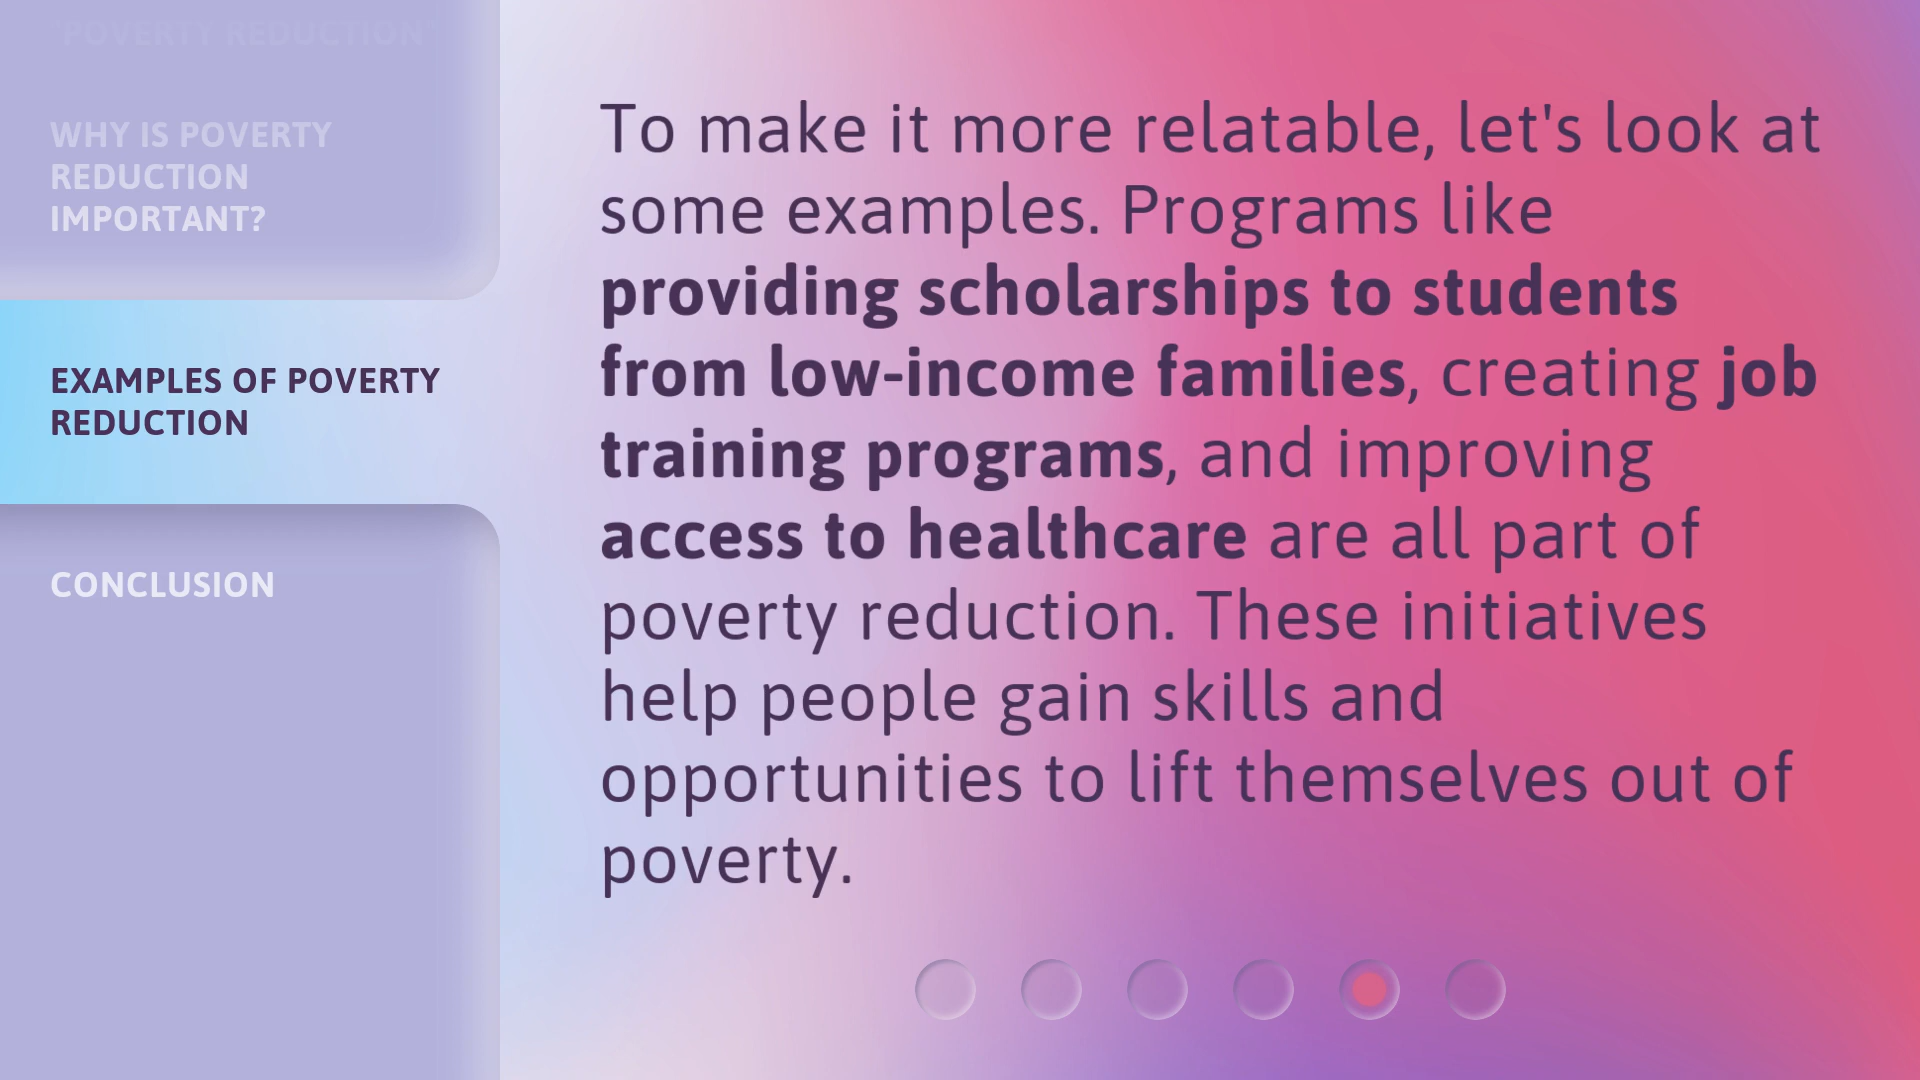 "POVERTY REDUCTION"
WHY IS POVERTY
REDUCTION
IMPORTANT?
EXAMPLES OF POVERTY
REDUCTION
CONCLUSION
To make it more relatable, let's look at
some examples. Programs like
providing scholarships to students
from low-income families, creating job
training programs, and improving
access to healthcare are all part of
poverty reduction. These initiatives
help people gain skills and
opportunities to lift themselves out of
poverty.